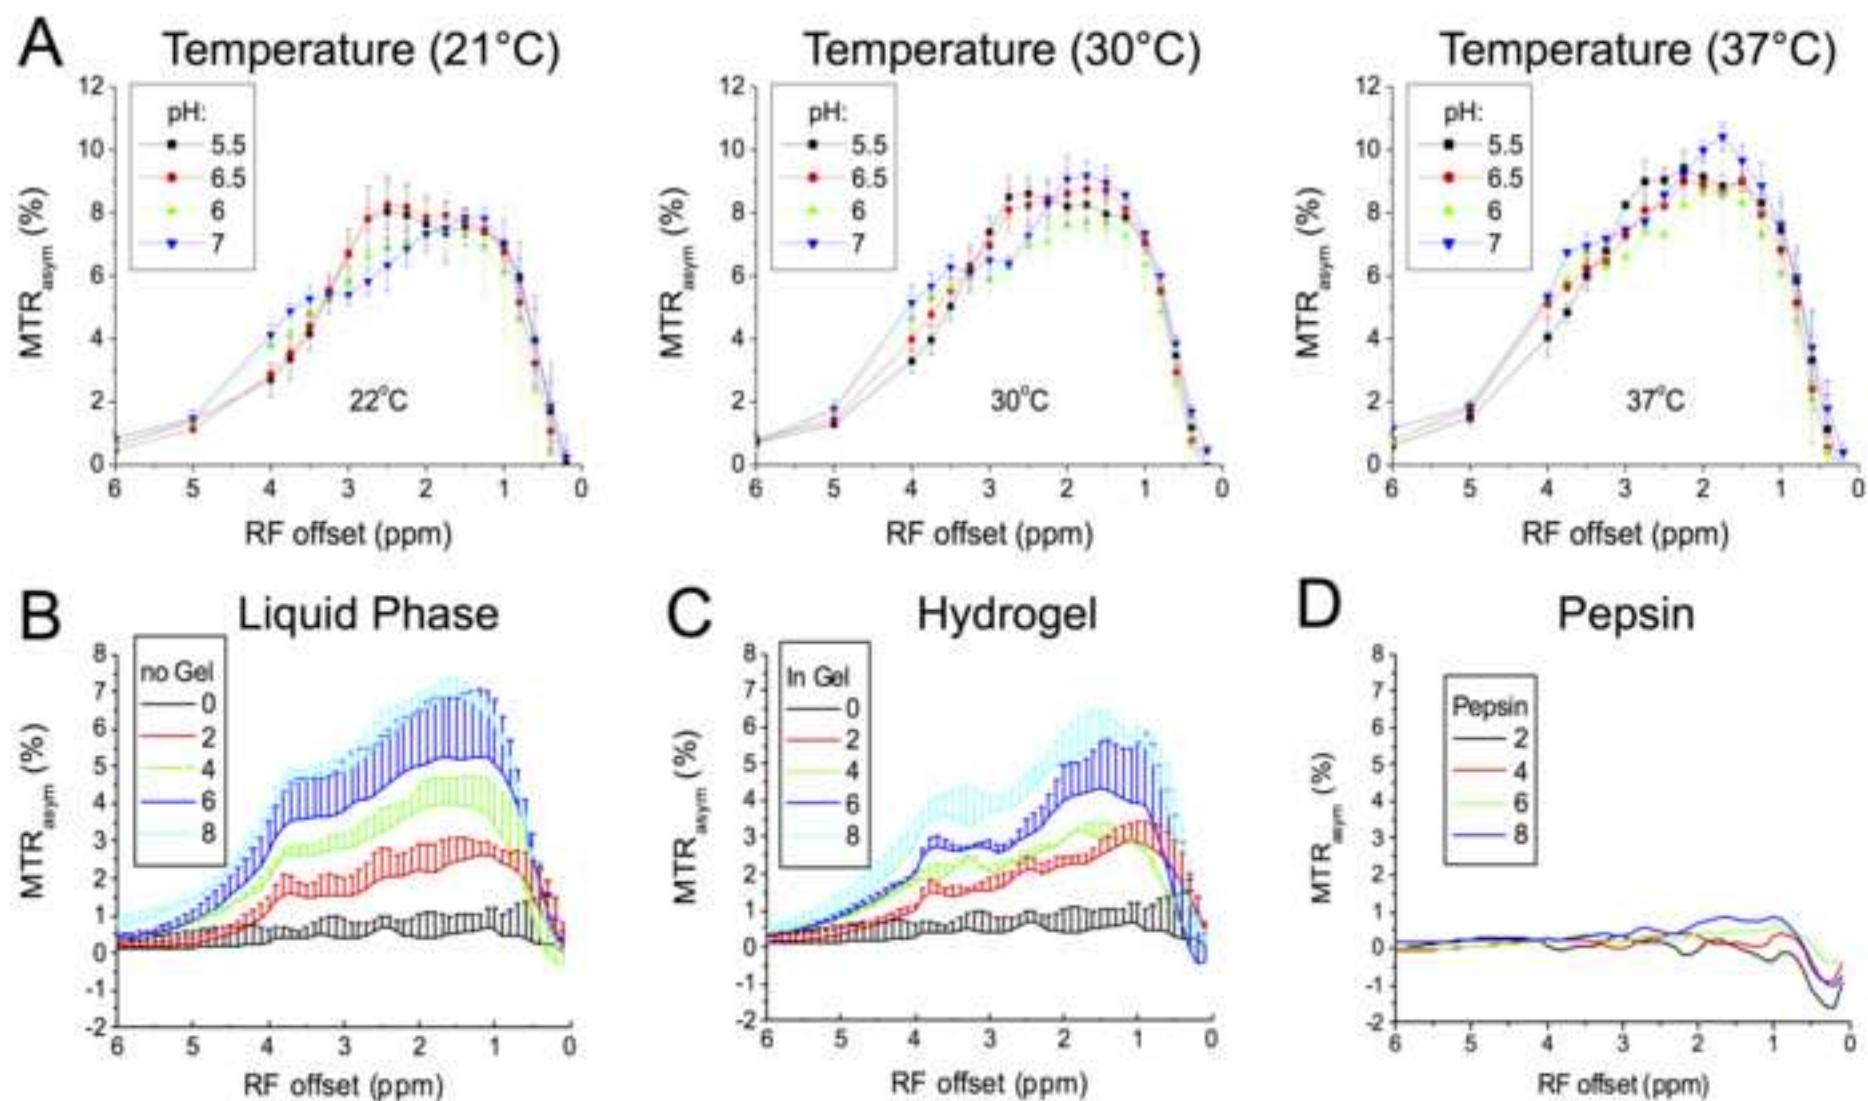 A
Temperature (21°C)
12
10
8
6
4
2
0
MTRasym (%)
pH:
5.5
6.5
6
7
22°C
6 5 4 3 2 1 0
RF offset (ppm)
Temperature (30°C)
12
10
8
6
4
2
0
MTRasym (%)
pH:
5.5
6.5
6
7
30°C
6 5 4 3 2 1 0
RF offset (ppm)
Temperature (37°C)
12
10
8
6
4
2
0
MTRasym (%)
pH:
5.5
6.5
6
7
37°C
6 5 4 3 2 1 0
RF offset (ppm)
B
Liquid Phase
8
7
6
5
4
3
2
1
0
-1
-2
MTRasym (%)
no Gel
0
2
4
6
8
6 5 4 3 2 1 0
RF offset (ppm)
C
Hydrogel
8
7
6
5
4
3
2
1
0
-1
-2
MTRasym (%)
In Gel
0
2
4
6
8
6 5 4 3 2 1 0
RF offset (ppm)
D
Pepsin
8
7
6
5
4
3
2
1
0
-1
-2
MTRasym (%)
Pepsin
2
4
6
8
6 5 4 3 2 1 0
RF offset (ppm)